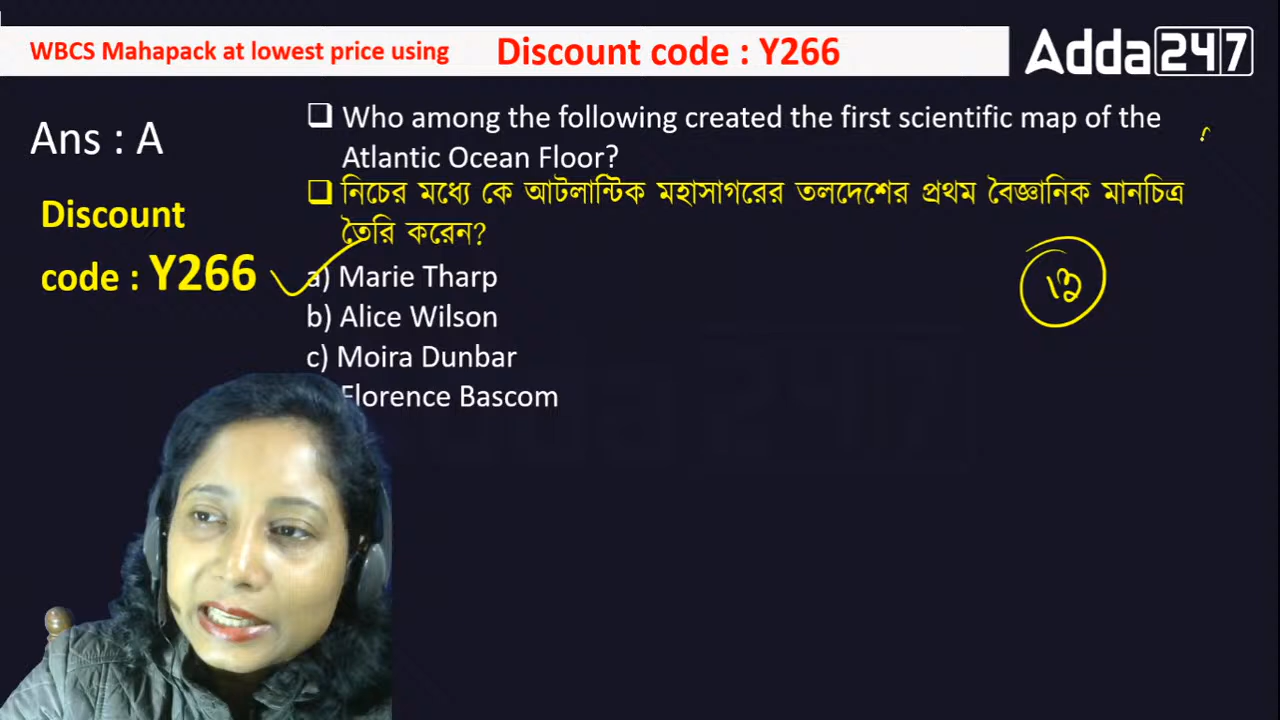 WBCS Mahapack at lowest price using Discount code : Y266
Adda247
Ans : A
Discount
code : Y266
Who among the following created the first scientific map of the
Atlantic Ocean Floor?
নিচের মধ্যে কে আটলান্টিক মহাসাগরের তলদেশের প্রথম বৈজ্ঞানিক মানচিত্র
তৈরি করেন?
a) Marie Tharp
b) Alice Wilson
c) Moira Dunbar
Florence Bascom